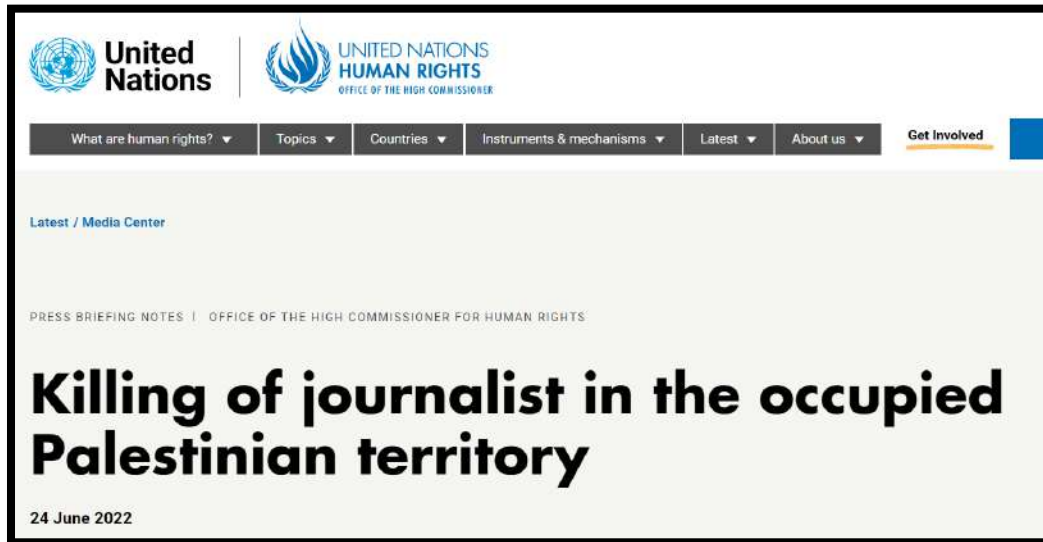 United
Nations
UNITED NATIONS
HUMAN RIGHTS
OFFICE OF THE HIGH COMMISSIONER
What are human rights? Topics Countries Instruments & mechanisms Latest About us Get Involved
Latest / Media Center
PRESS BRIEFING NOTES | OFFICE OF THE HIGH COMMISSIONER FOR HUMAN RIGHTS
Killing of journalist in the occupied
Palestinian territory
24 June 2022